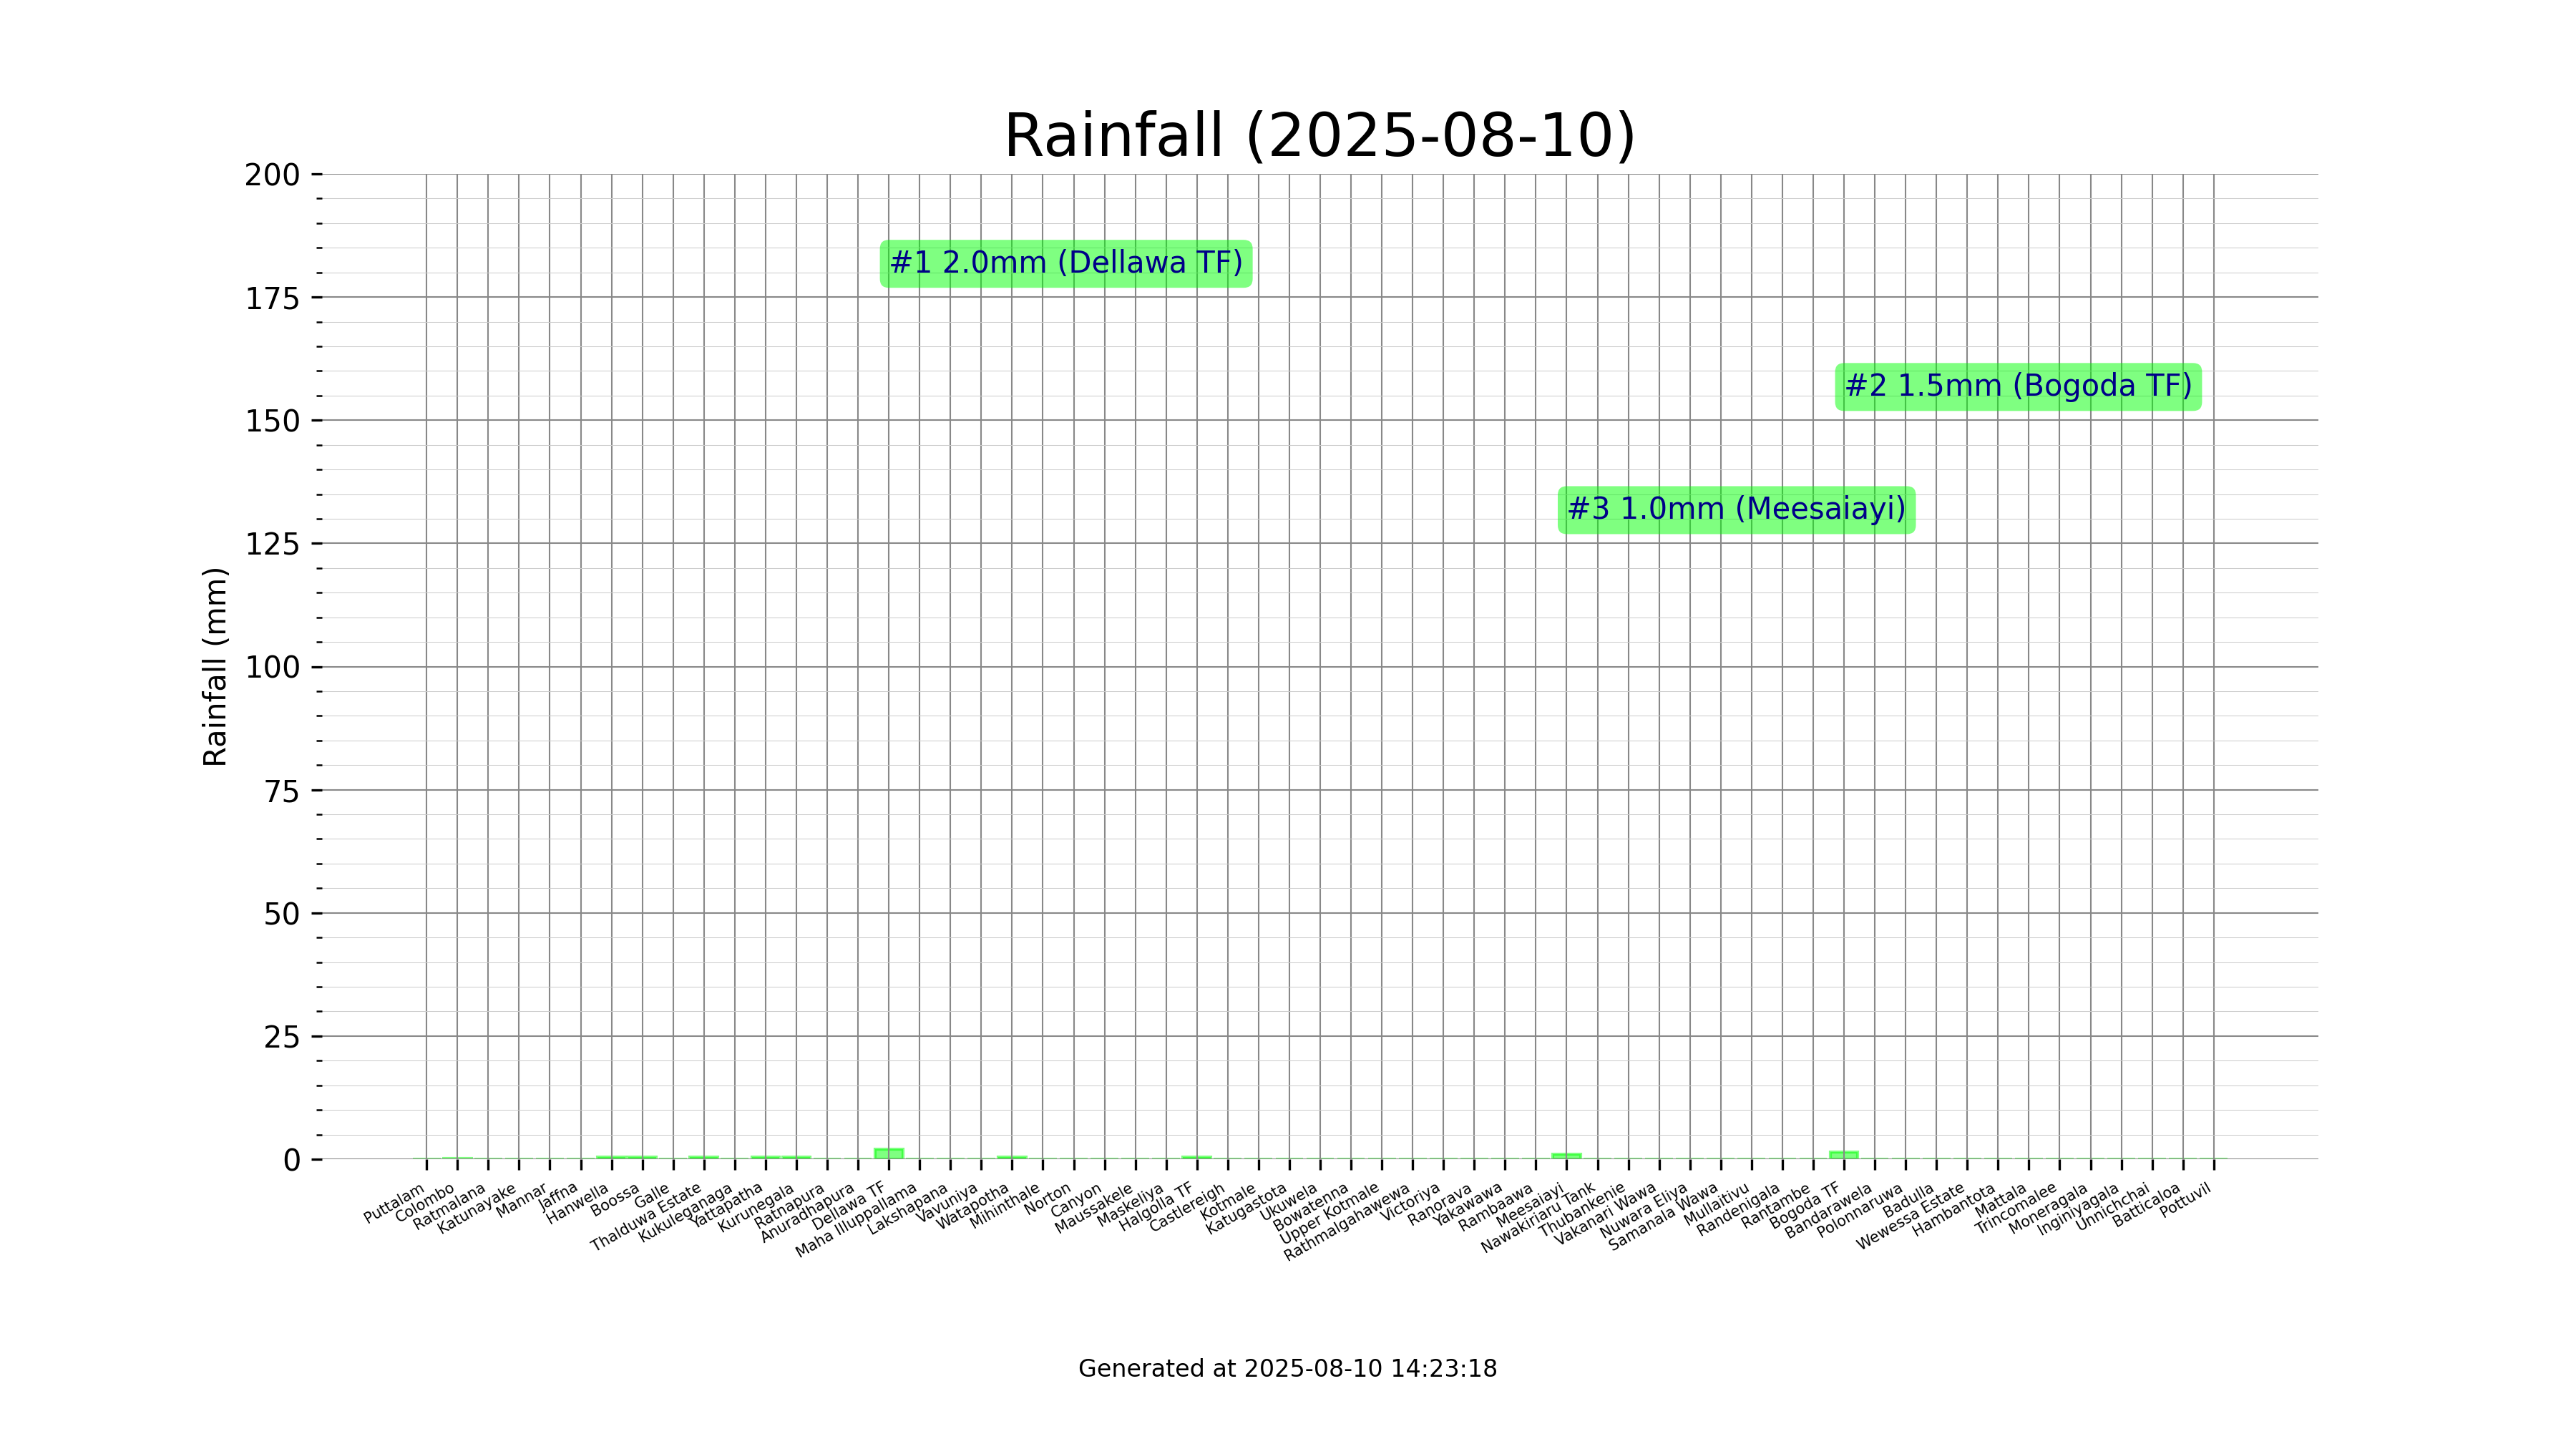 Rainfall (2025-08-10)
200
175
150
125
100
75
50
25
0
Rainfall (mm)
#1 2.0mm (Dellawa TF)
#2 1.5mm (Bogoda TF)
#3 1.0mm (Meesaiayi)
Puttalam
Colombo
Ratmalana
Katunayake
Mannar
Jaffna
Hanwella
Boossa
Galle
Thalduwa Estate
Kukuleganaga
Yattapatha
Kurunegala
Ratnapura
Anuradhapura
Dellawa TF
Maha Illuppallama
Lakshapana
Vavuniya
Watapotha
Mihinthale
Norton
Canyon
Maussakele
Maskeliya
Halgolla TF
Castlereigh
Kotmale
Katugastota
Ukuwela
Bowatenna
Upper Kotmale
Rathmalgahawewa
Victoriya
Ranorava
Yakawawa
Rambaawa
Meesaiayi
Nawakiriaru Tank
Thubankenie
Vakanari Wawa
Nuwara Eliya
Samanala Wawa
Mullaitivu
Randenigala
Rantambe
Bogoda TF
Bandarawela
Polonnaruwa
Badulla
Wewessa Estate
Hambantota
Mattala
Trincomalee
Moneragala
Inginiyagala
Unnichchai
Batticaloa
Pottuvil
Generated at 2025-08-10 14:23:18